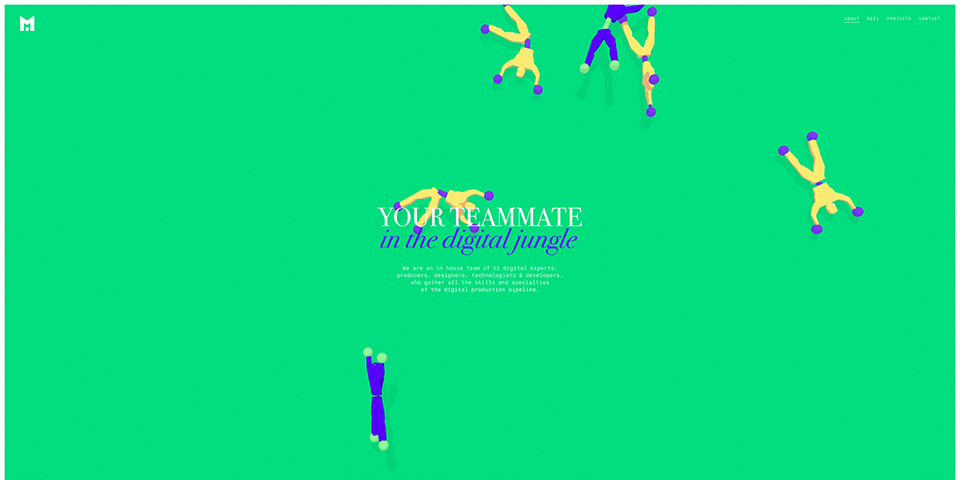 M
ABOUT REEL PROJECTS CONTACT
YOUR TEAMMATE
in the digital jungle
We are an in house team of 11 digital experts:
producers, designers, technologists & developers,
who gather all the skills and specialties
of the digital production pipeline.